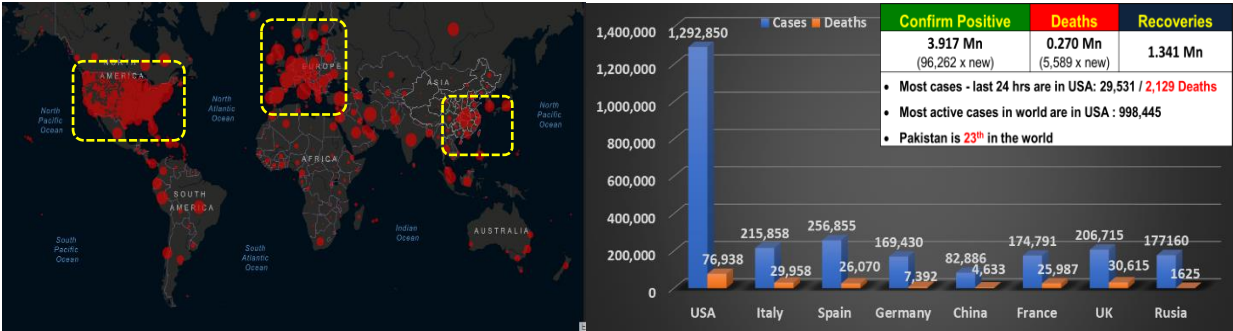 NORTH
AMERICA
EUROPE
ASIA
North
Pacific
Ocean
North
Atlantic
Ocean
North
Pacific
Ocean
AFRICA
SOUTH
AMERICA
Indian
Ocean
AUSTRALIA
South
Pacific
Ocean
South
Atlantic
Ocean
Cases Deaths
1,400,000
1,200,000
1,000,000
800,000
600,000
400,000
200,000
0
1,292,850
76,938
215,858
29,958
256,855
26,070
169,430
7,392
82,886
4,633
174,791
25,987
206,715
30,615
177160
1625
USA Italy Spain Germany China France UK Rusia
Confirm Positive Deaths Recoveries
3.917 Mn 0.270 Mn 1.341 Mn
(96,262 x new) (5,589 x new)
• Most cases - last 24 hrs are in USA: 29,531 / 2,129 Deaths
• Most active cases in world are in USA : 998,445
• Pakistan is 23th in the world